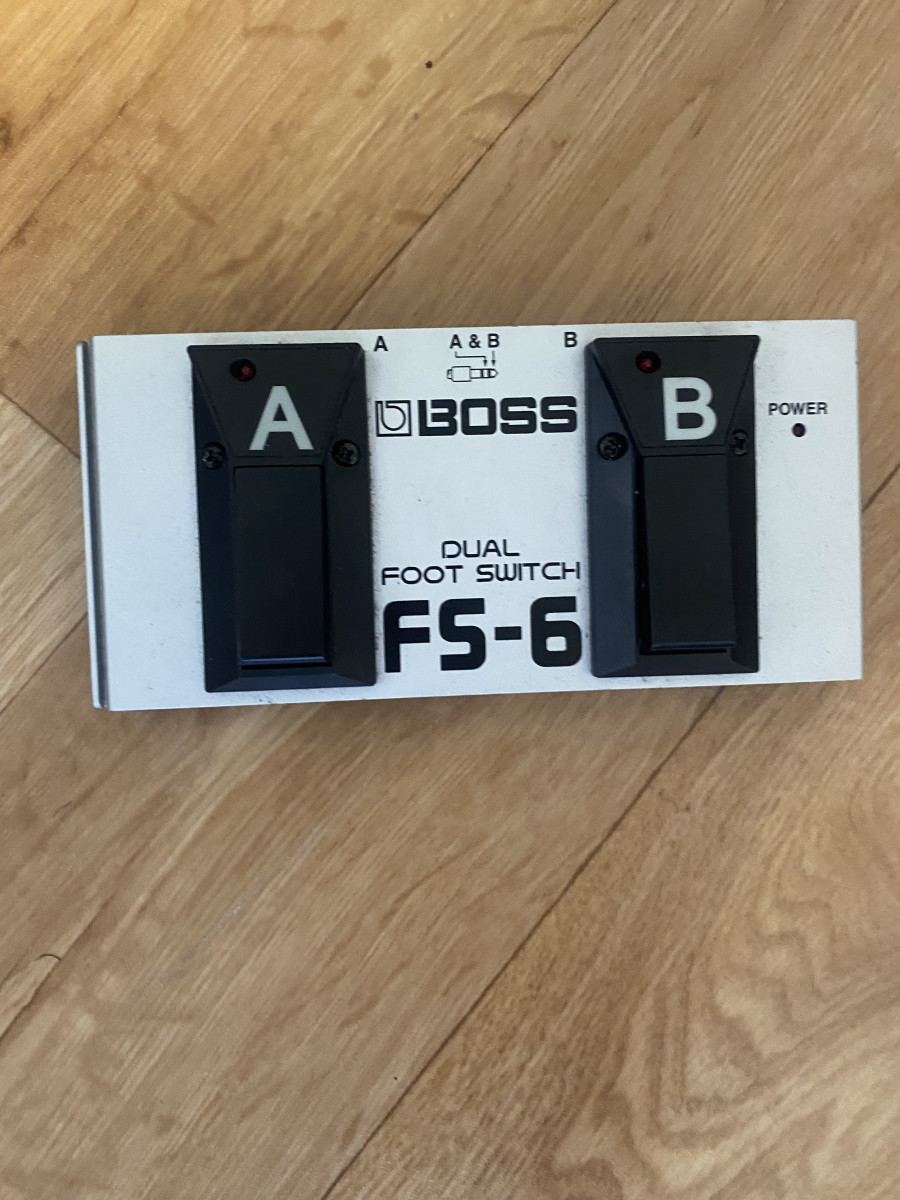 A A & B B
A BOSS B POWER
DUAL
FOOT SWITCH
FS-6